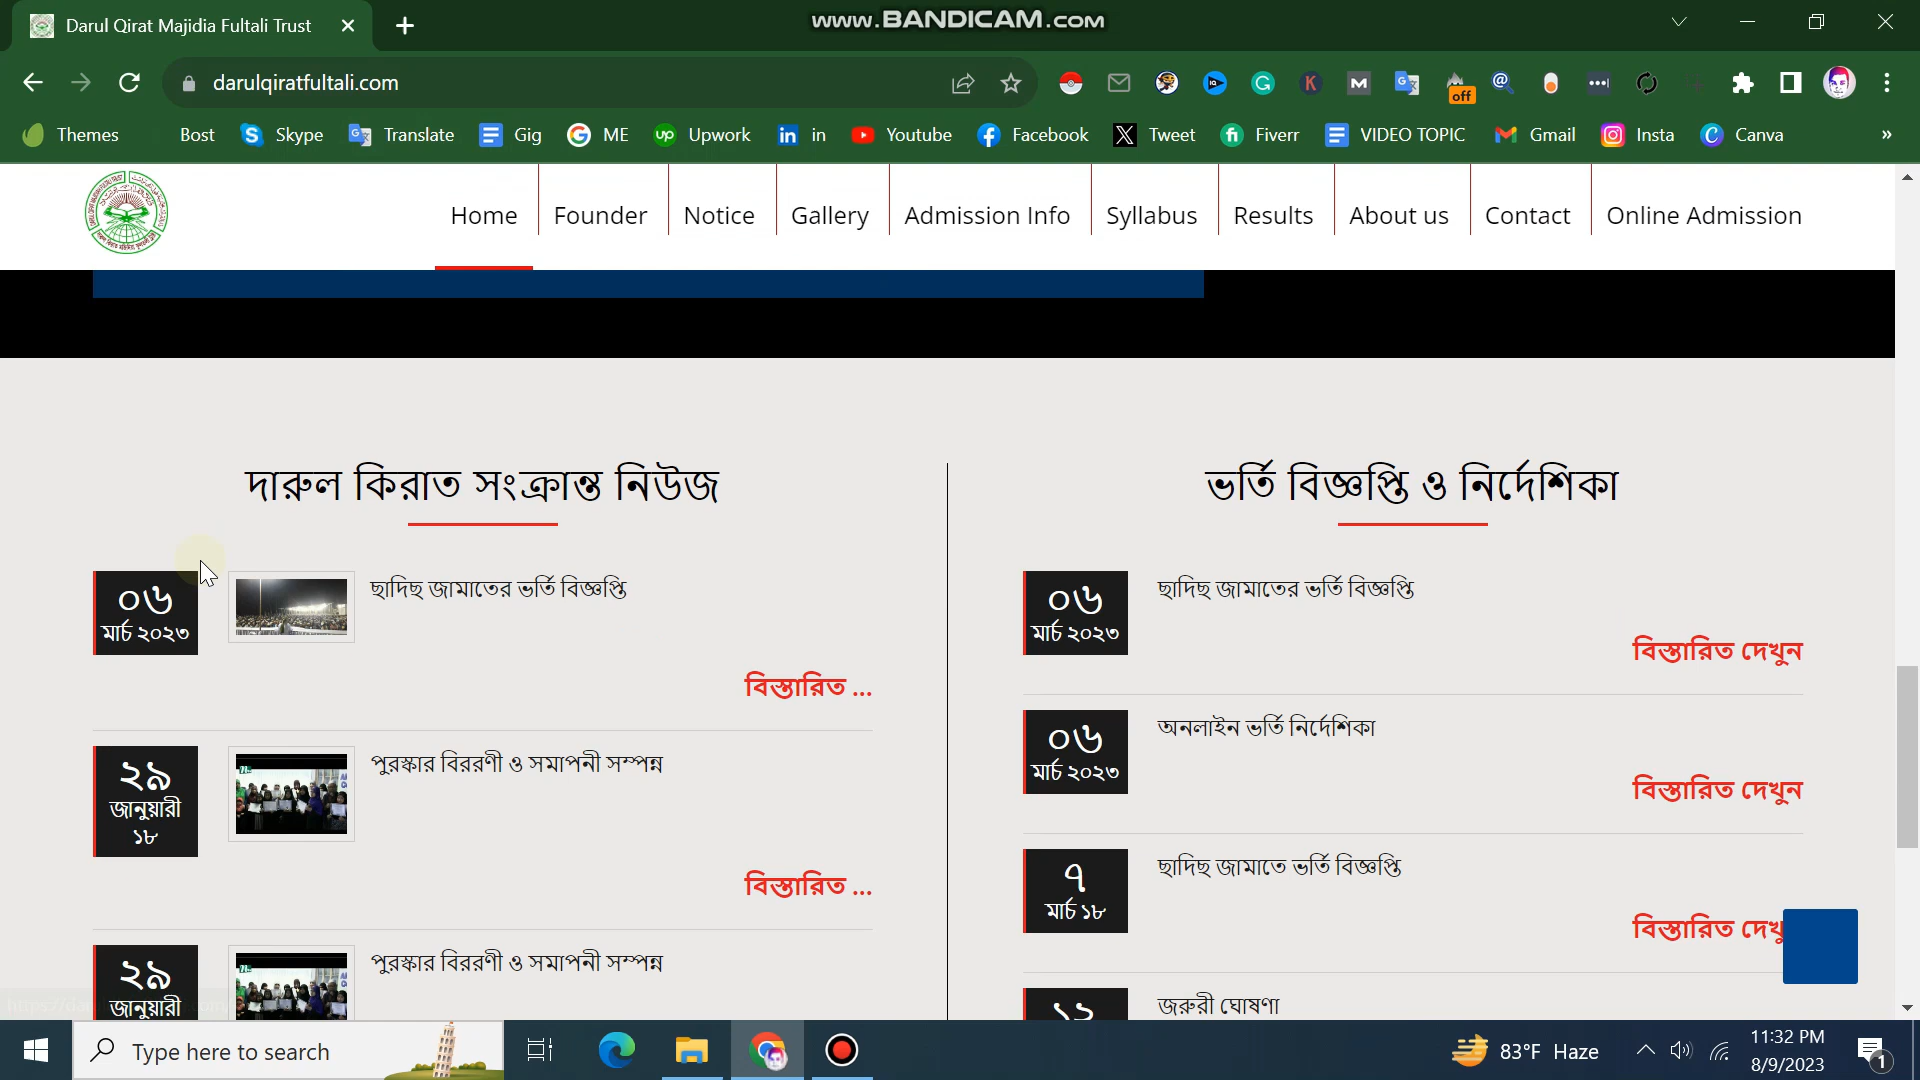 Darul Qirat Majidia Fultali Trust
www.BANDICAM.COM
darulqiratfultali.com
off
Themes Bost Skype Translate Gig ME Upwork in Youtube Facebook Tweet Fiverr VIDEO TOPIC Gmail Insta Canva »
Home Founder Notice Gallery Admission Info Syllabus Results About us Contact Online Admission
দারুল কিরাত সংক্রান্ত নিউজ
০৬
মার্চ ২০২৩
ছাদিছ জামাতের ভর্তি বিজ্ঞপ্তি
বিস্তারিত ...
২৯
জানুয়ারী
১৮
পুরস্কার বিররণী ও সমাপনী সম্পন্ন
বিস্তারিত ...
২৯
জানুয়ারী
পুরস্কার বিররণী ও সমাপনী সম্পন্ন
ভর্তি বিজ্ঞপ্তি ও নির্দেশিকা
০৬
মার্চ ২০২৩
ছাদিছ জামাতের ভর্তি বিজ্ঞপ্তি
বিস্তারিত দেখুন
০৬
মার্চ ২০২৩
অনলাইন ভর্তি নির্দেশিকা
বিস্তারিত দেখুন
৭
মার্চ ১৮
ছাদিছ জামাতে ভর্তি বিজ্ঞপ্তি
বিস্তারিত দেখু
১২
জরুরী ঘোষণা
Type here to search
83°F Haze
11:32 PM
8/9/2023
1